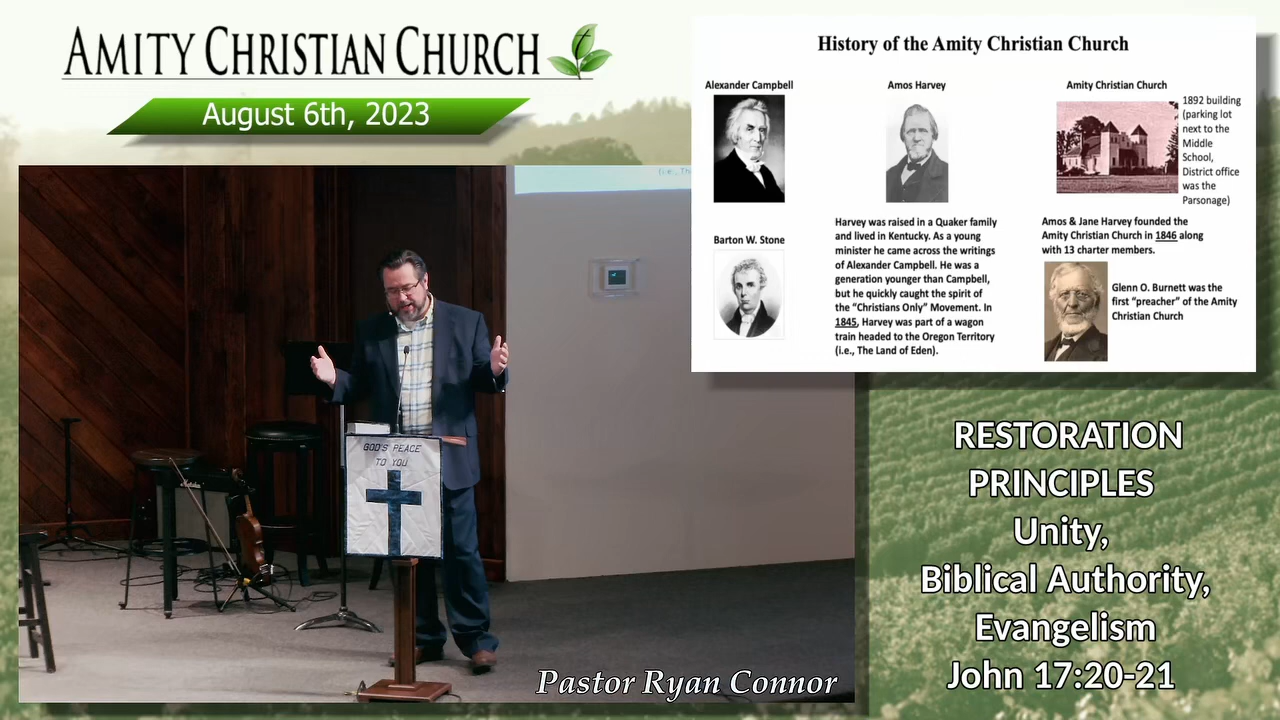 AMITY CHRISTIAN CHURCH
August 6th, 2023
History of the Amity Christian Church
Alexander Campbell
Amos Harvey
Amity Christian Church
1892 building
(parking lot
next to the
Middle
School,
District office
was the
Parsonage)
Barton W. Stone
Harvey was raised in a Quaker family
and lived in Kentucky. As a young
minister he came across the writings
of Alexander Campbell. He was a
generation younger than Campbell,
but he quickly caught the spirit of
the “Christians Only” Movement. In
1845, Harvey was part of a wagon
train headed to the Oregon Territory
(i.e., The Land of Eden).
Amos & Jane Harvey founded the
Amity Christian Church in 1846 along
with 13 charter members.
Glenn O. Burnett was the
first “preacher” of the Amity
Christian Church
GOD'S PEACE
TO YOU
RESTORATION
PRINCIPLES
Unity,
Biblical Authority,
Evangelism
John 17:20-21
Pastor Ryan Connor